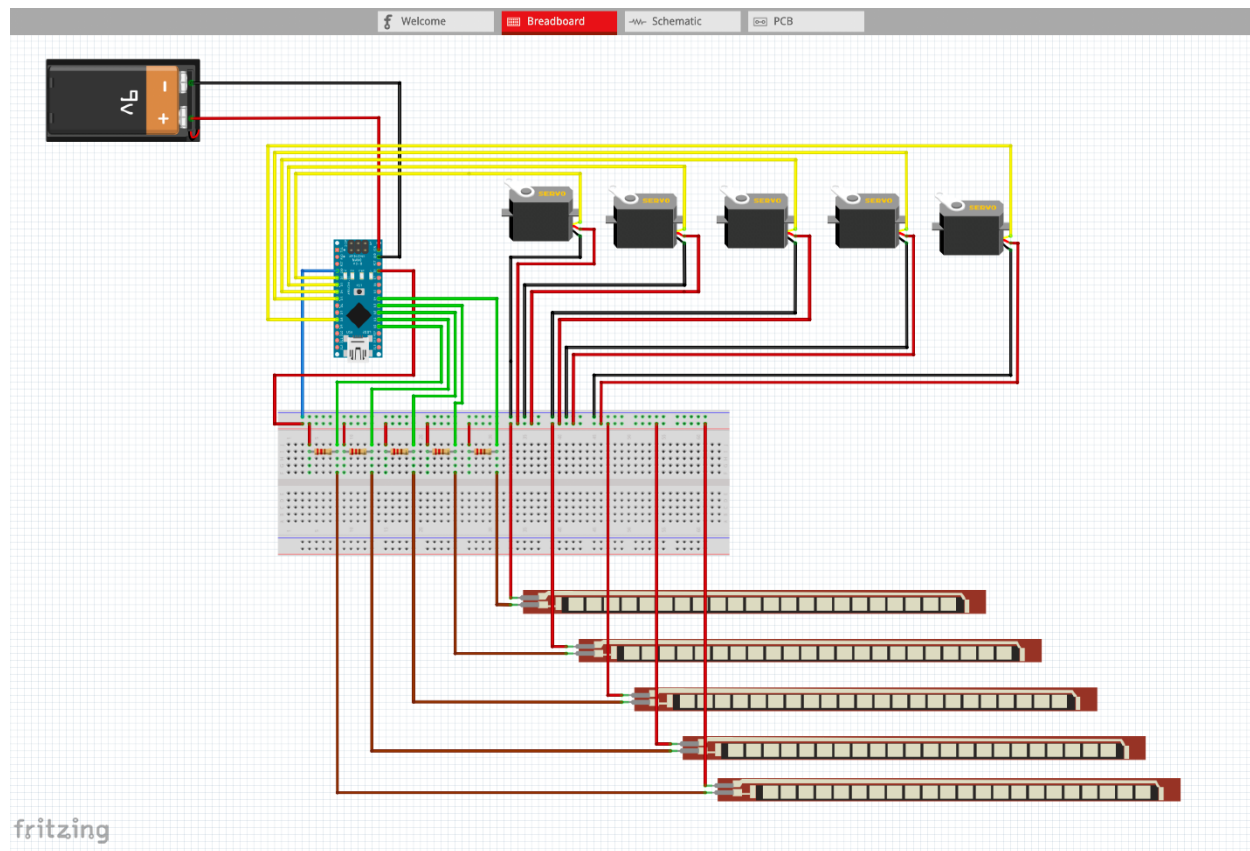 Welcome
Breadboard
Schematic
PCB
9V
-
+
SERVO
SERVO
SERVO
SERVO
SERVO
fritzing